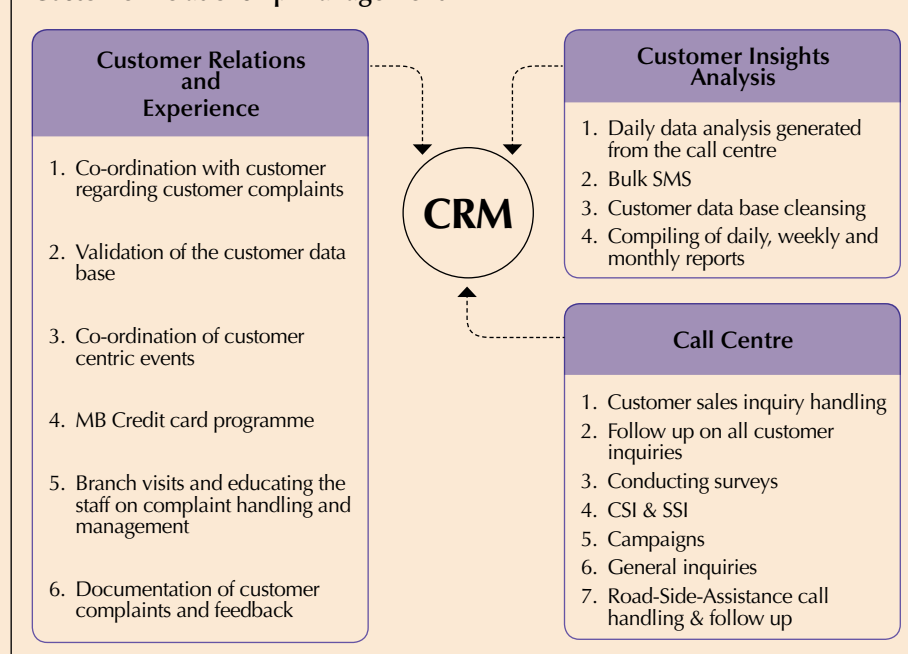 Customer Relations
and
Experience
1. Co-ordination with customer
regarding customer complaints
2. Validation of the customer data
base
3. Co-ordination of customer
centric events
4. MB Credit card programme
5. Branch visits and educating the
staff on complaint handling and
management
6. Documentation of customer
complaints and feedback
CRM
Customer Insights
Analysis
1. Daily data analysis generated
from the call centre
2. Bulk SMS
3. Customer data base cleansing
4. Compiling of daily, weekly and
monthly reports
Call Centre
1. Customer sales inquiry handling
2. Follow up on all customer
inquiries
3. Conducting surveys
4. CSI & SSI
5. Campaigns
6. General inquiries
7. Road-Side-Assistance call
handling & follow up